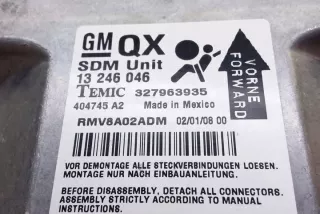 GM QX
SDM Unit
13 246 046
TEMIC 327963935
404745 A2 Made in Mexico
RMV8A02ADM 02/01/08 00
VORNE
FORWARD
VOR DEMONTAGE ALLE STECKVERBINDUNGEN LOESEN.
MONTAGE NUR NACH EINBAUANLEITUNG.
BEFORE DISASSEMBLY, DETACH ALL CONNECTORS.
ASSEMBLY STRICTLY ACCORDING TO MANUAL
INSTRUCTIONS